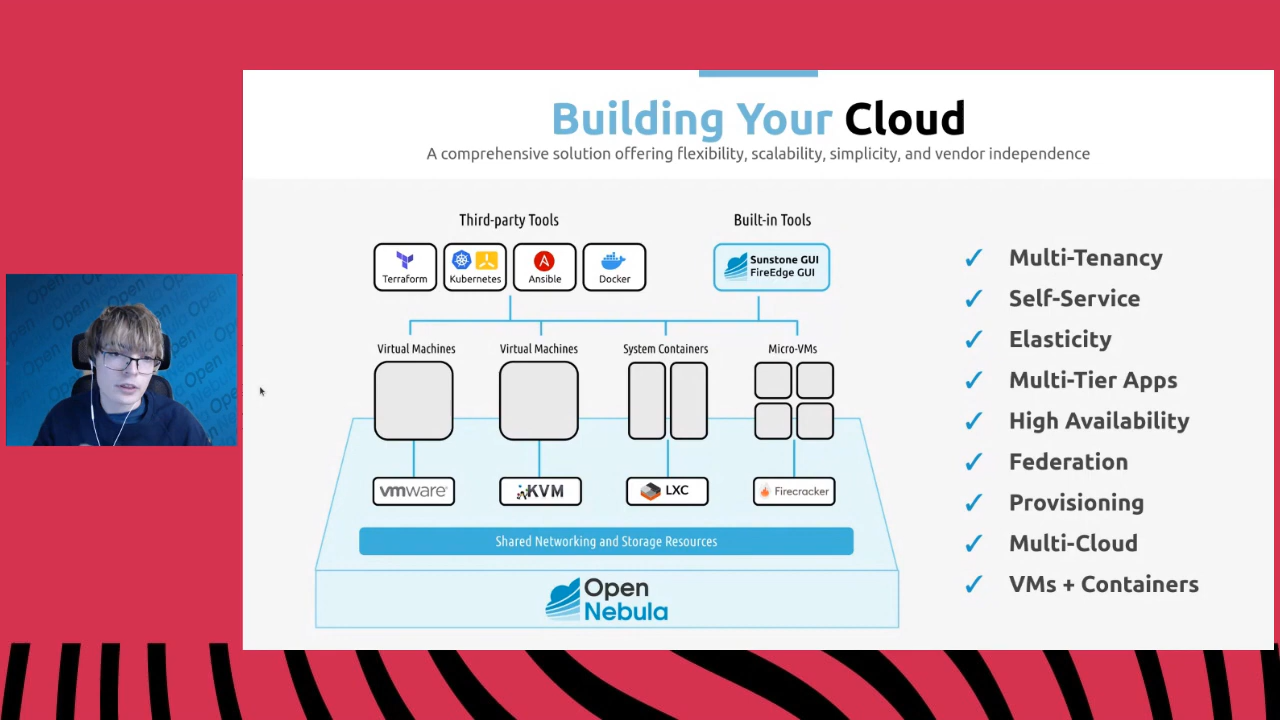 Building Your Cloud
A comprehensive solution offering flexibility, scalability, simplicity, and vendor independence
Third-party Tools
Built-in Tools
Terraform
Kubernetes
Ansible
Docker
Sunstone GUI
FireEdge GUI
Virtual Machines
Virtual Machines
System Containers
Micro-VMs
vmware
KVM
LXC
Firecracker
Shared Networking and Storage Resources
Open
Nebula
✓ Multi-Tenancy
✓ Self-Service
✓ Elasticity
✓ Multi-Tier Apps
✓ High Availability
✓ Federation
✓ Provisioning
✓ Multi-Cloud
✓ VMs + Containers